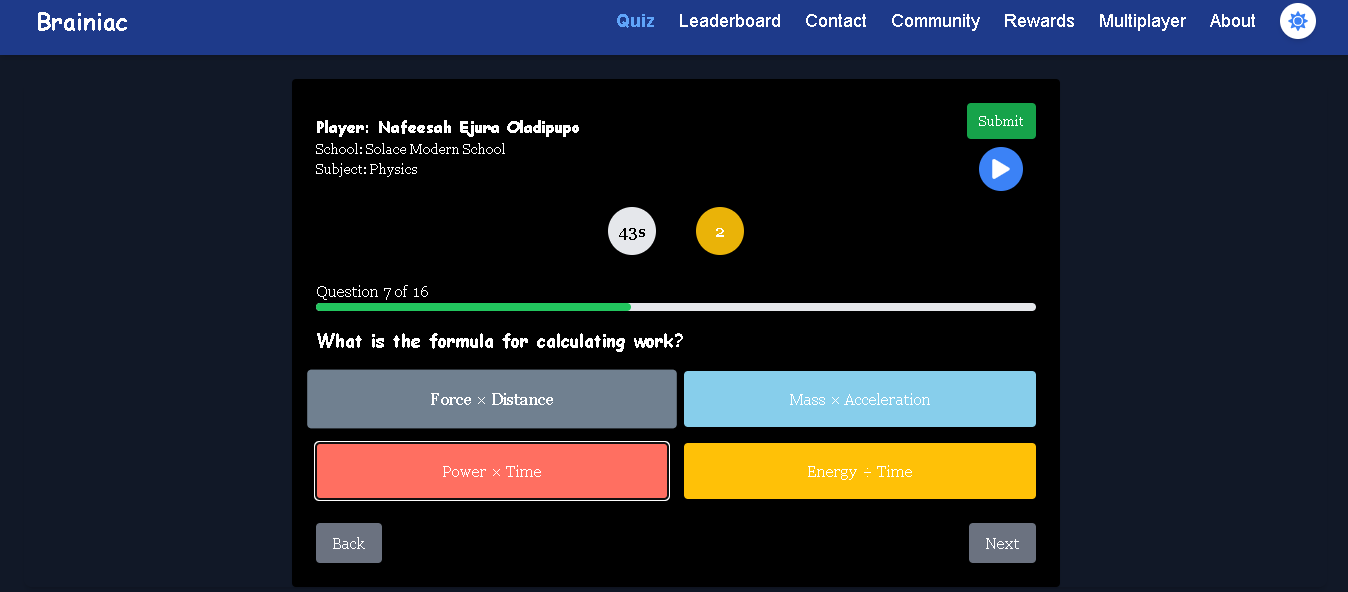 Brainiac
Quiz Leaderboard Contact Community Rewards Multiplayer About
Player: Nafeesah Ejura Oladipupo
School: Solace Modern School
Subject: Physics
Submit
43s 2
Question 7 of 16
What is the formula for calculating work?
Force × Distance
Mass × Acceleration
Power × Time
Energy ÷ Time
Back
Next